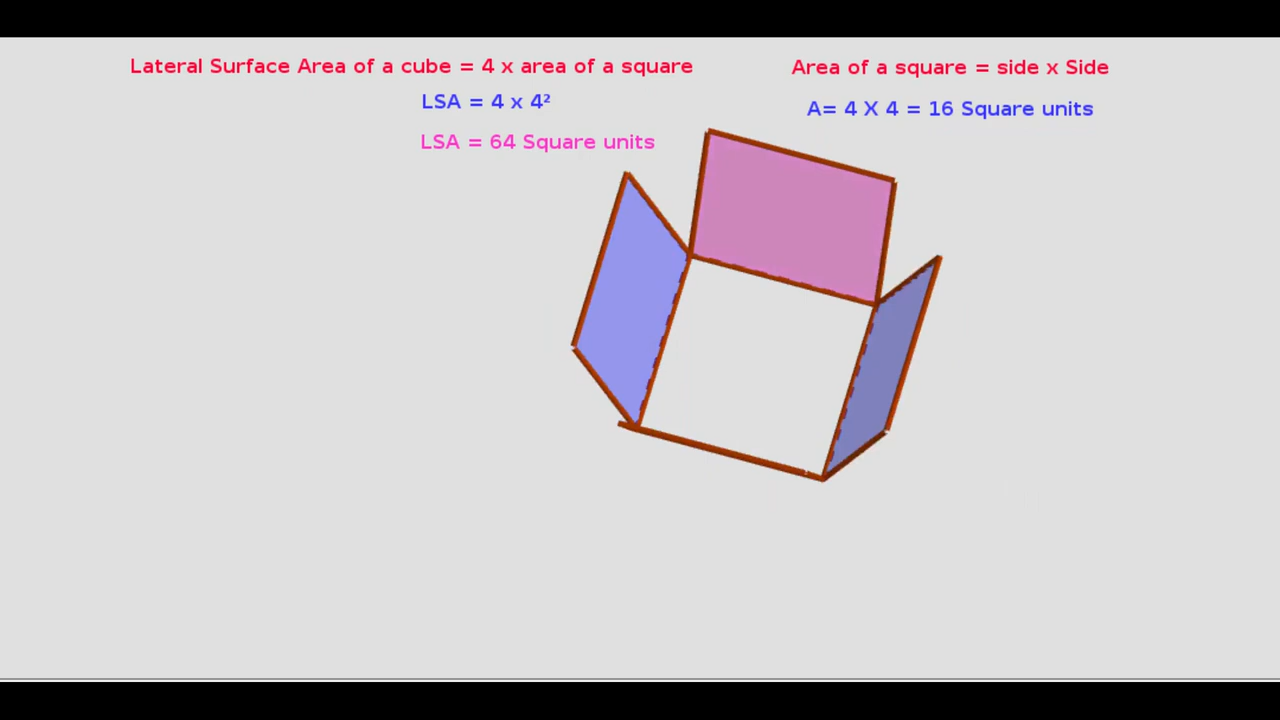 Lateral Surface Area of a cube = 4 x area of a square
LSA = 4 x 4²
LSA = 64 Square units
Area of a square = side x Side
A= 4 X 4 = 16 Square units